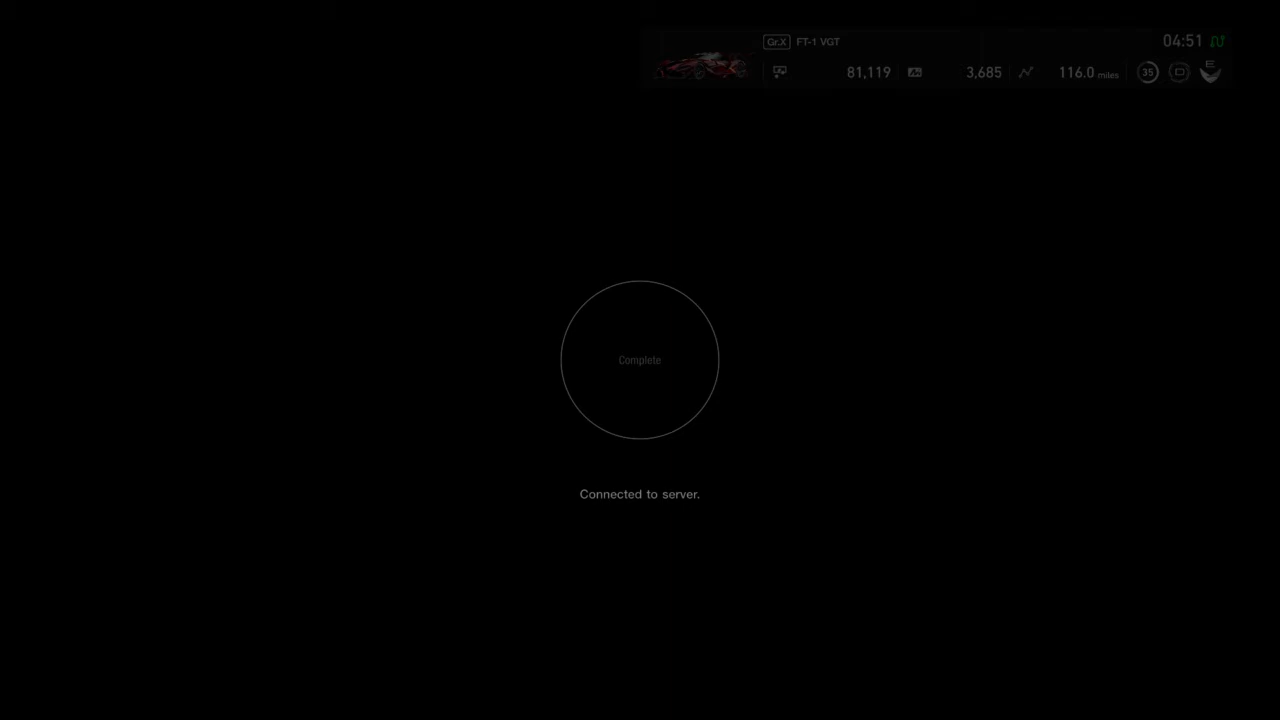 Gr.X FT-1 VGT 04:51
81,119 3,685 116.0 miles 35 E
Complete
Connected to server.